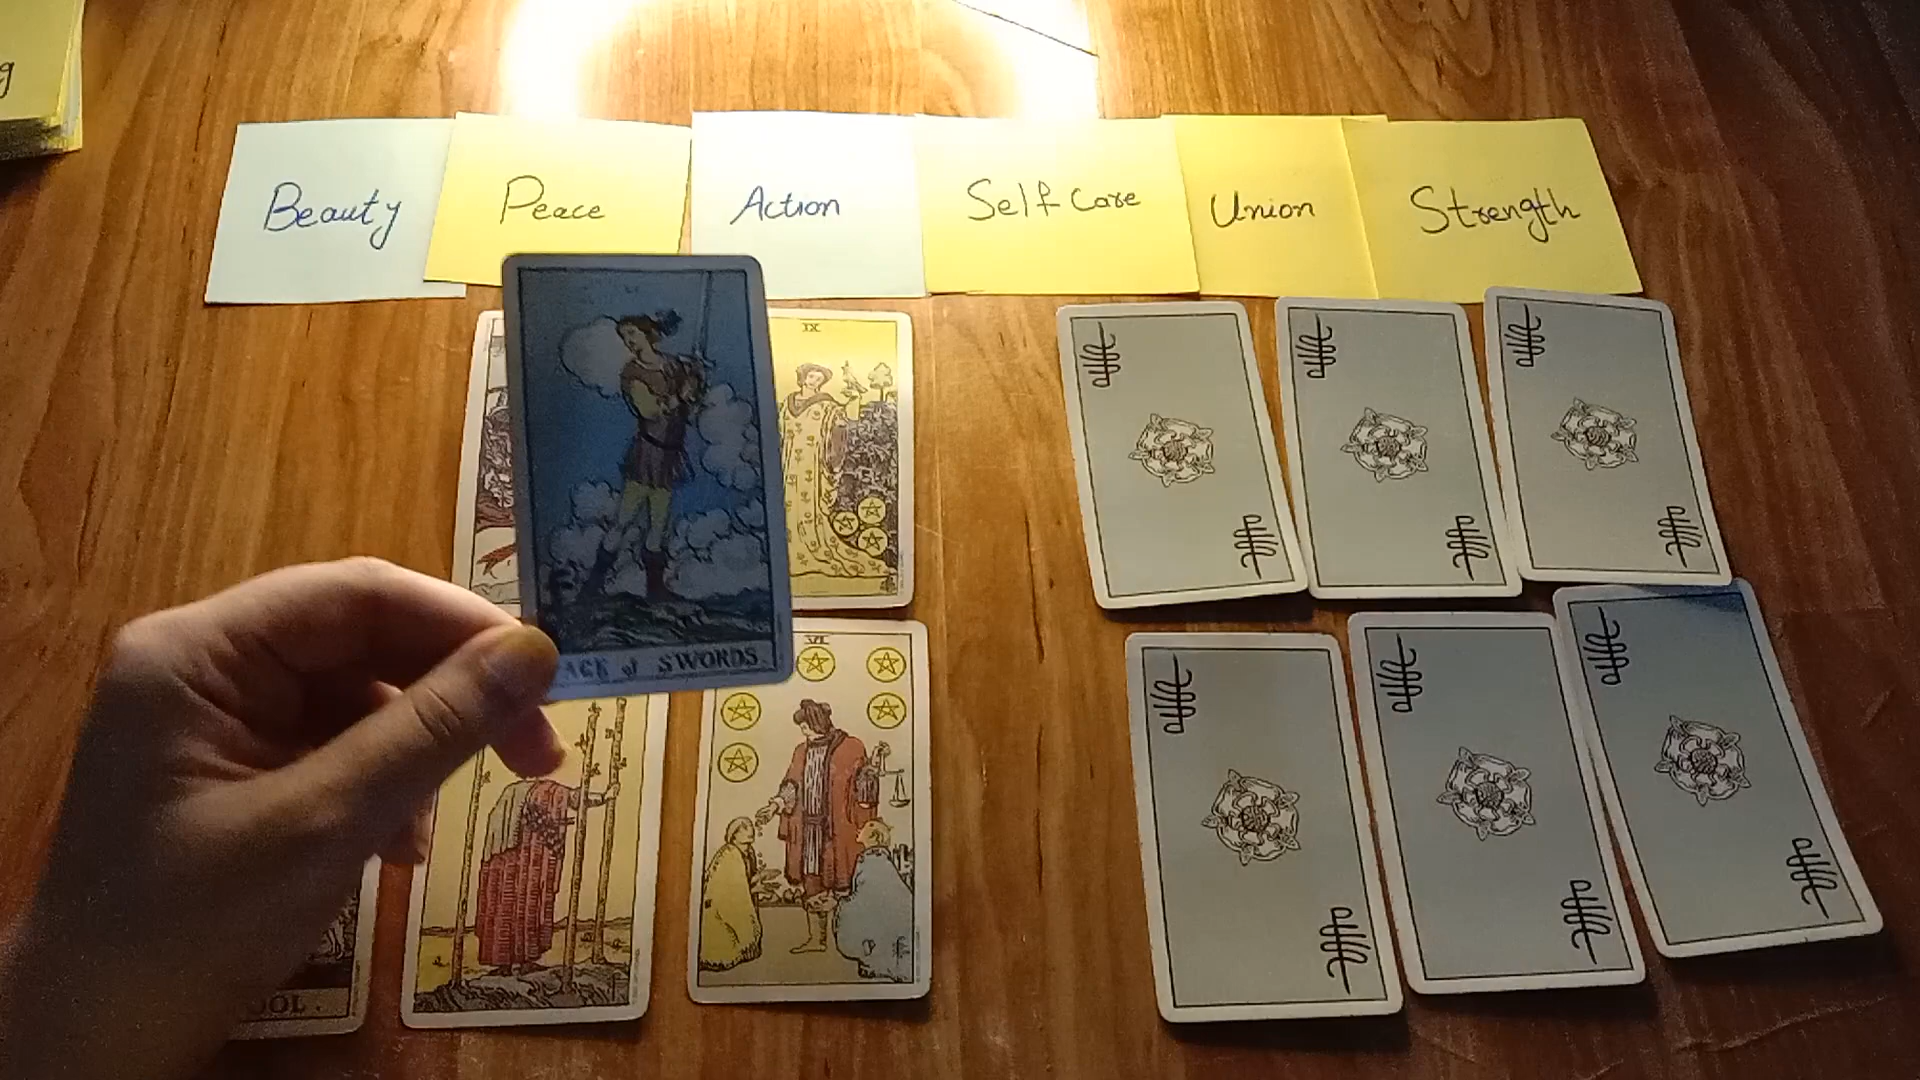 g
Beauty
Peace
Action
Self Care
Union
Strength
IX
ACE of SWORDS
VI
OOL.